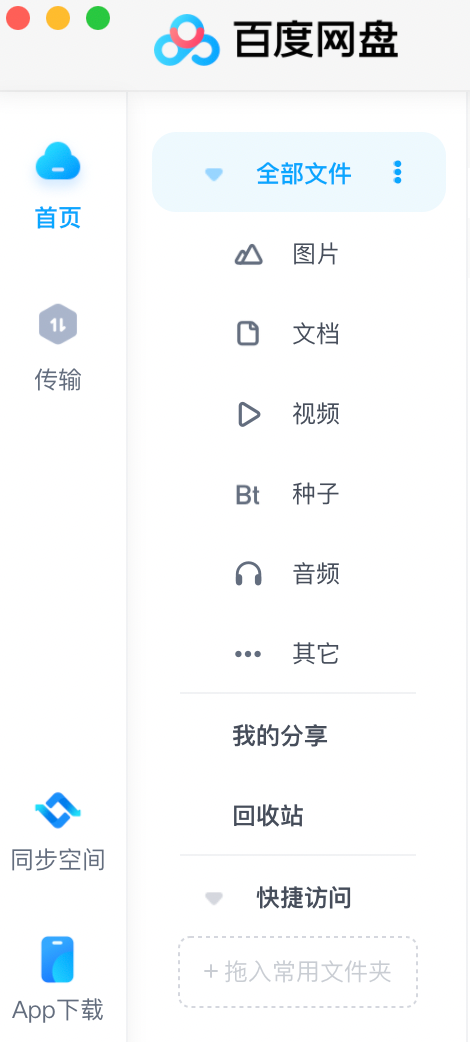 百度网盘
首页
传输
同步空间
App下载
全部文件
图片
文档
视频
Bt 种子
音频
其它
我的分享
回收站
快捷访问
+ 拖入常用文件夹